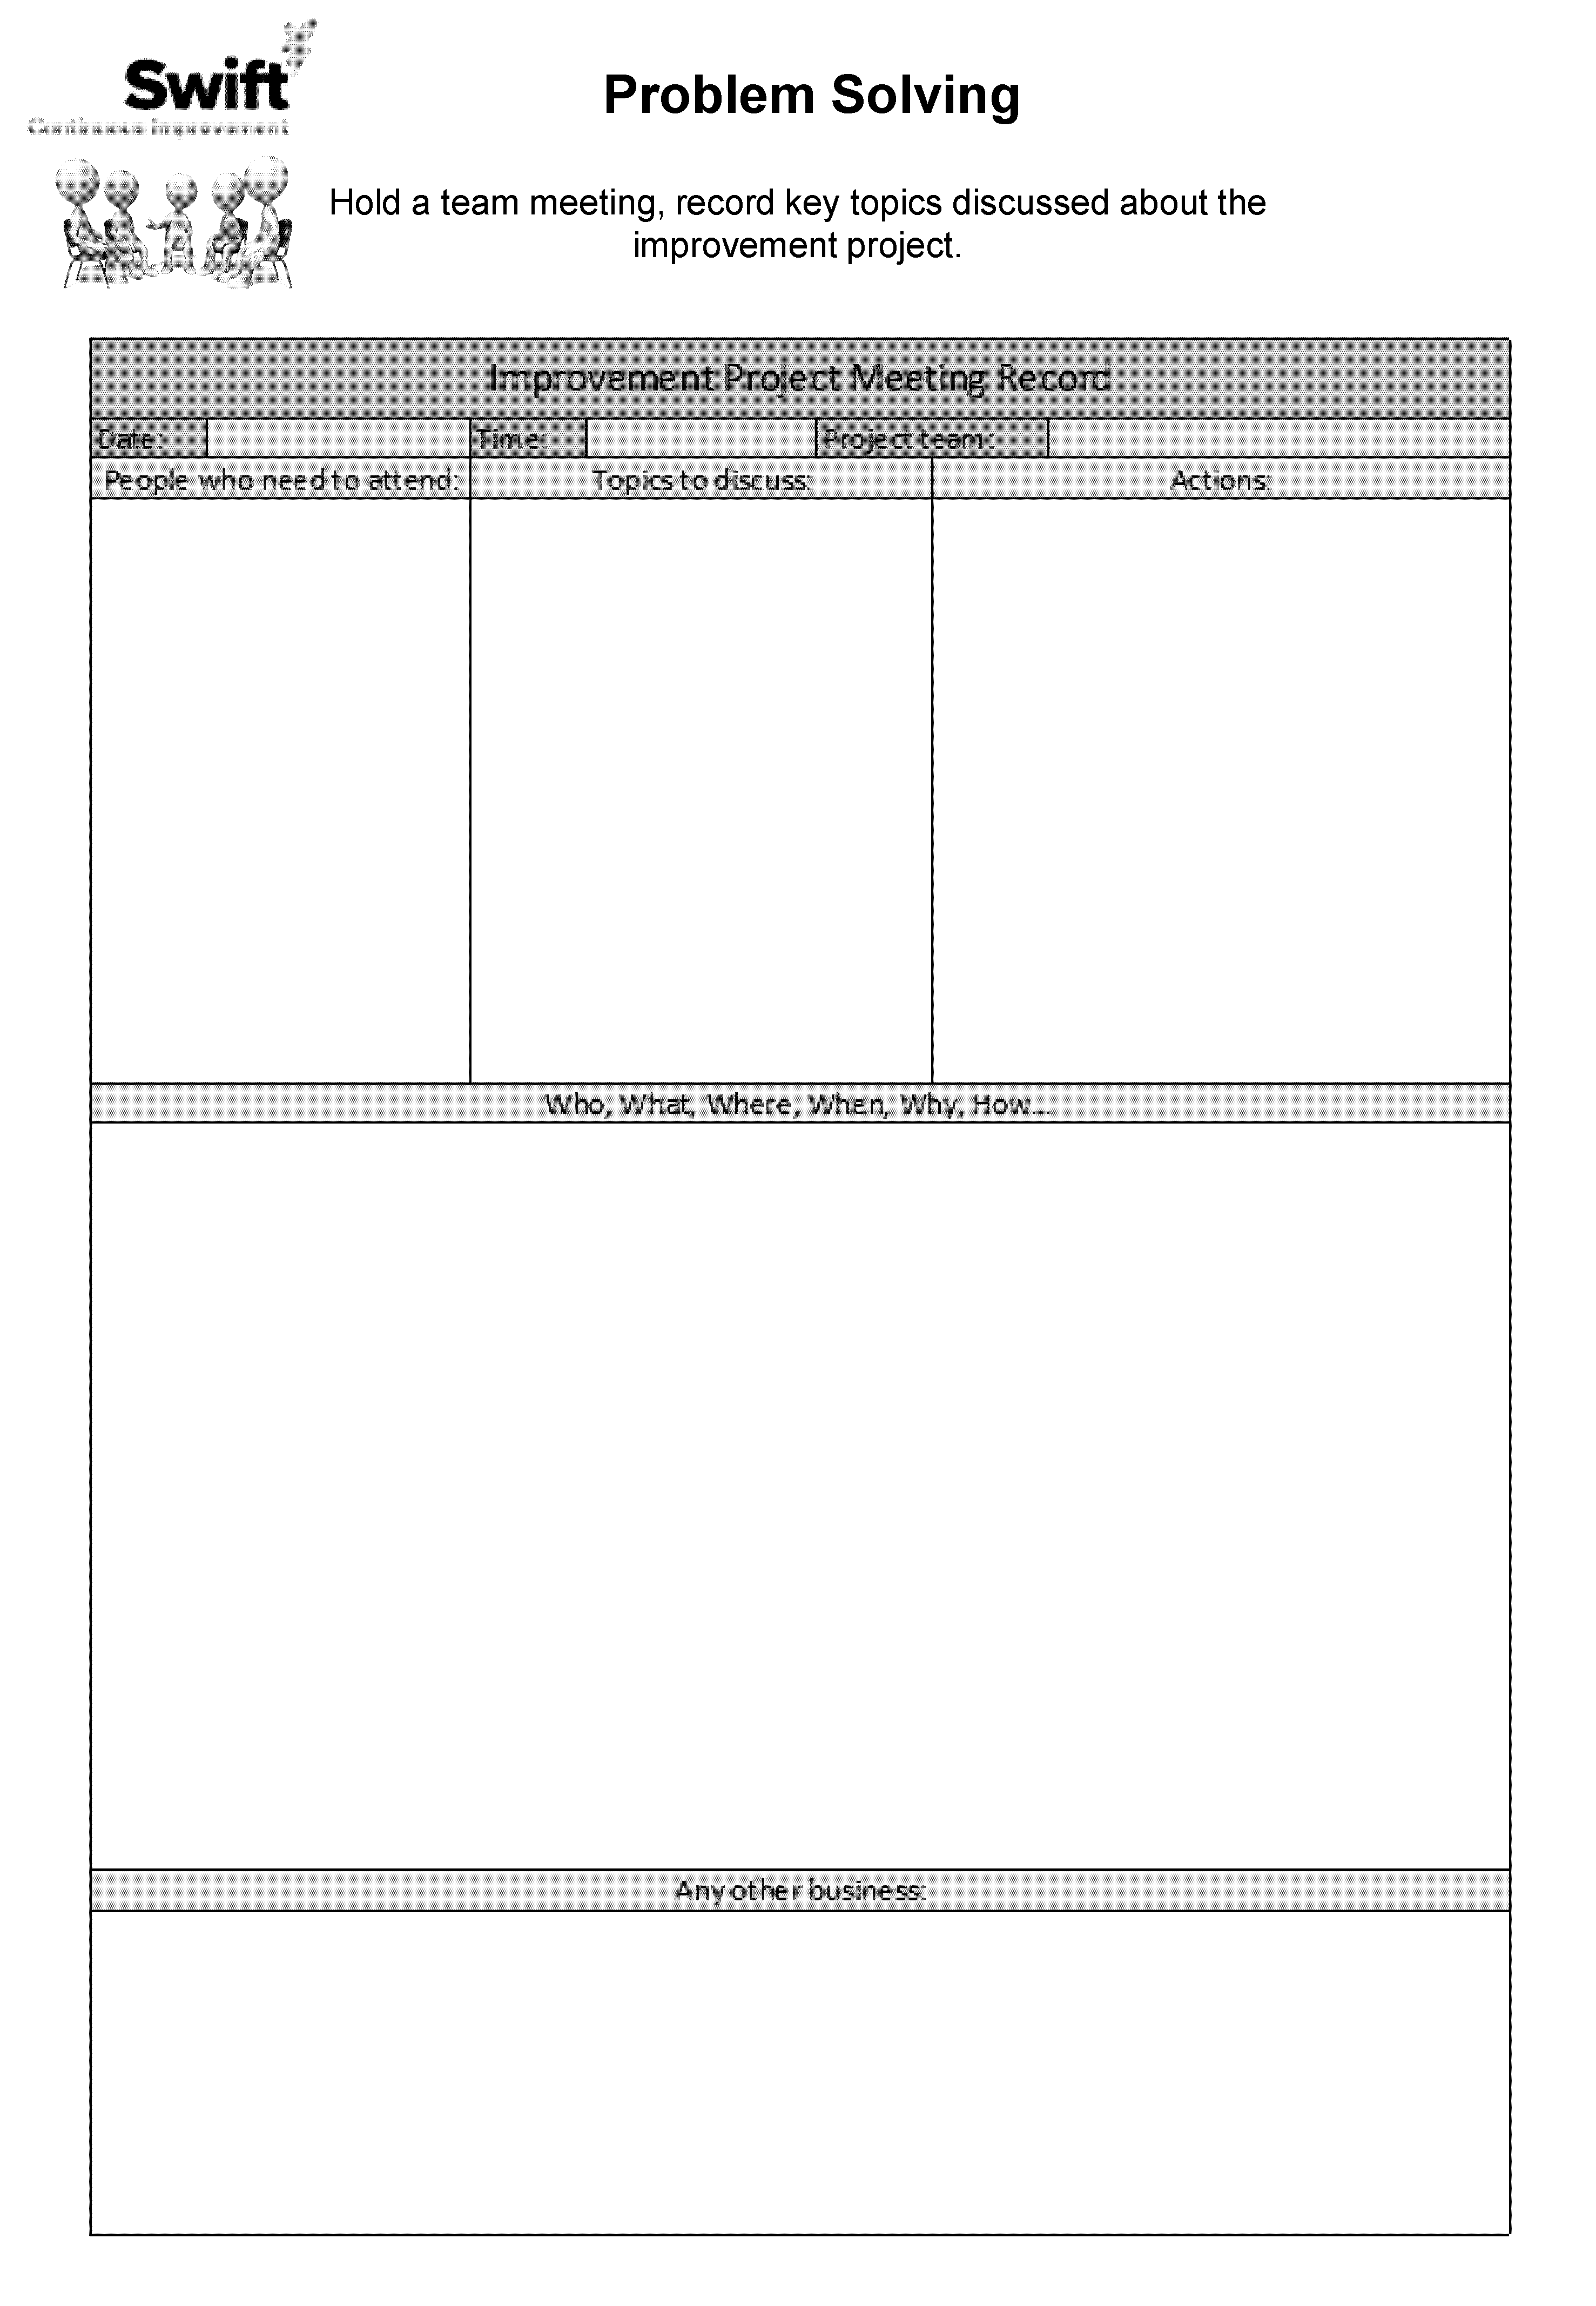 Swift
Continuous Improvement
Problem Solving
Hold a team meeting, record key topics discussed about the
improvement project.
Improvement Project Meeting Record
Date: Time: Project team:
People who need to attend: Topics to discuss: Actions:
Who, What, Where, When, Why, How...
Any other business: